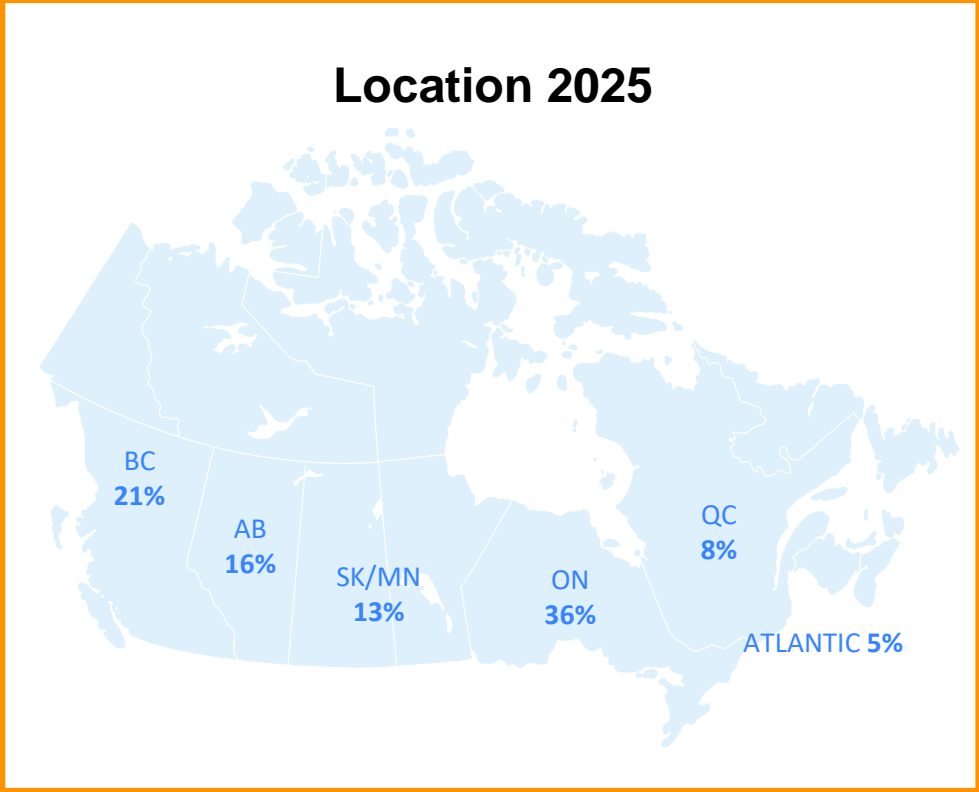 Location 2025
BC
21%
AB
16%
SK/MN
13%
ON
36%
QC
8%
ATLANTIC 5%